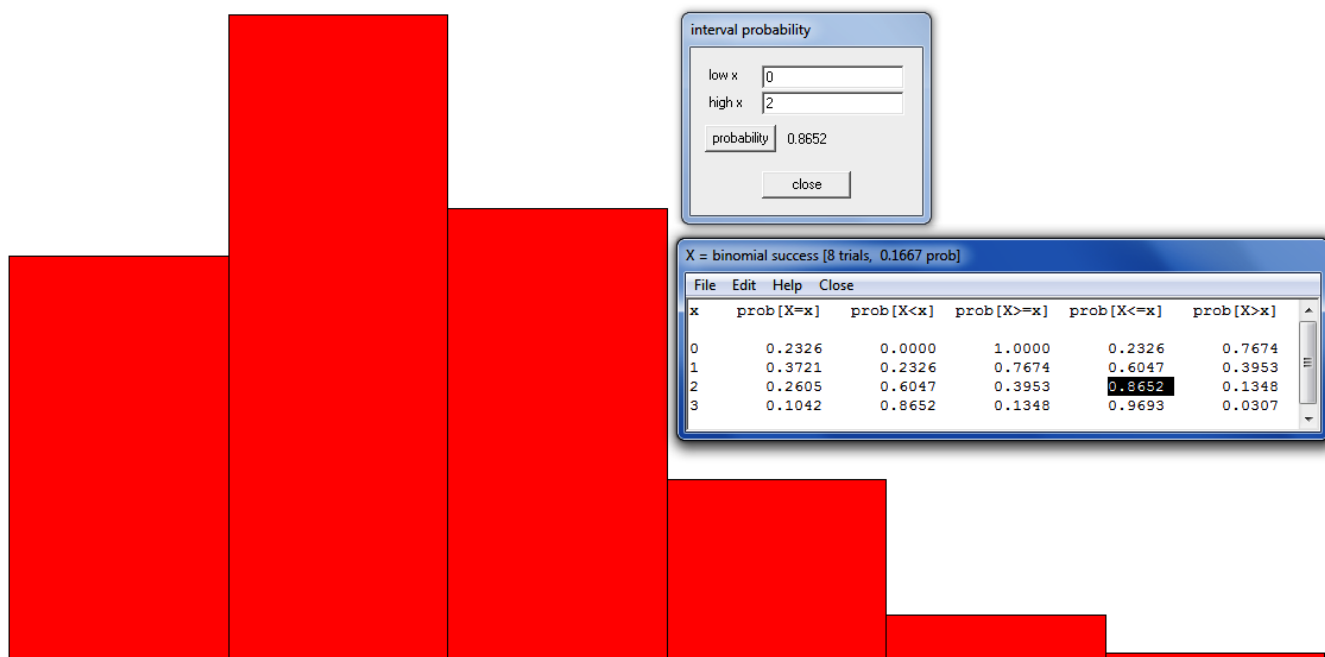 interval probability
low x 0
high x 2
probability 0.8652
close
X = binomial success [8 trials, 0.1667 prob]
File Edit Help Close
x prob[X=x] prob[X<x] prob[X>=x] prob[X<=x] prob[X>x]
0 0.2326 0.0000 1.0000 0.2326 0.7674
1 0.3721 0.2326 0.7674 0.6047 0.3953
2 0.2605 0.6047 0.3953 0.8652 0.1348
3 0.1042 0.8652 0.1348 0.9693 0.0307